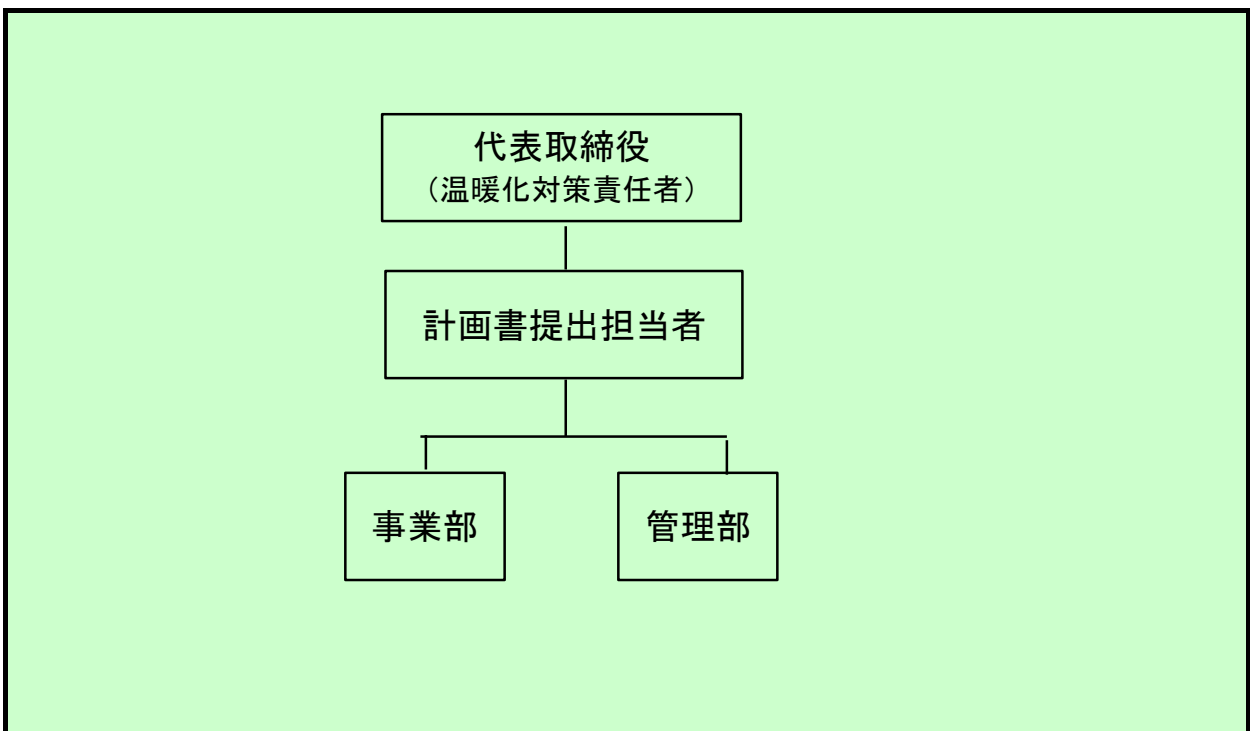 代表取締役
（温暖化対策責任者）
計画書提出担当者
事業部
管理部